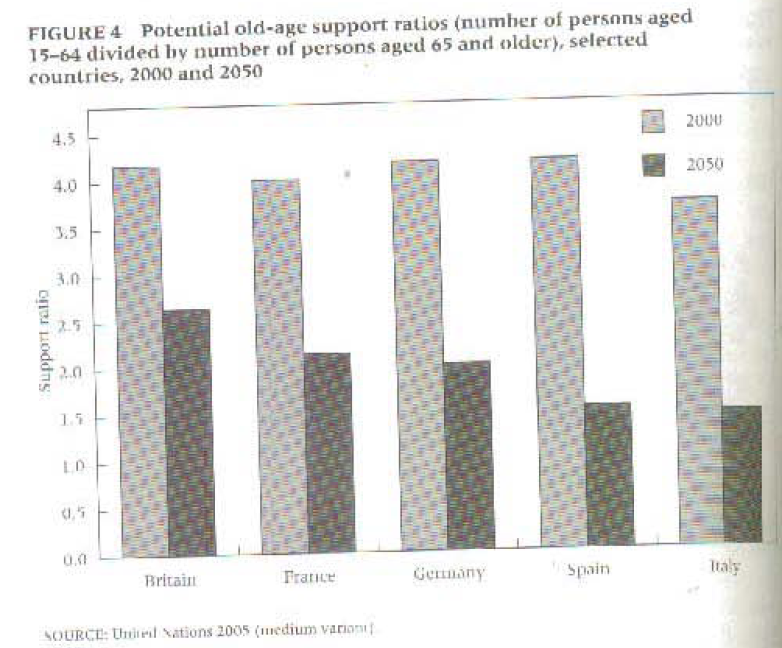 FIGURE 4 Potential old-age support ratios (number of persons aged
15–64 divided by number of persons aged 65 and older), selected
countries, 2000 and 2050
2000
2050
4.5
4.0
3.5
3.0
2.5
2.0
1.5
1.0
0.5
0.0
Support ratio
Britain
France
Germany
Spain
Italy
SOURCE: United Nations 2005 (medium variant).